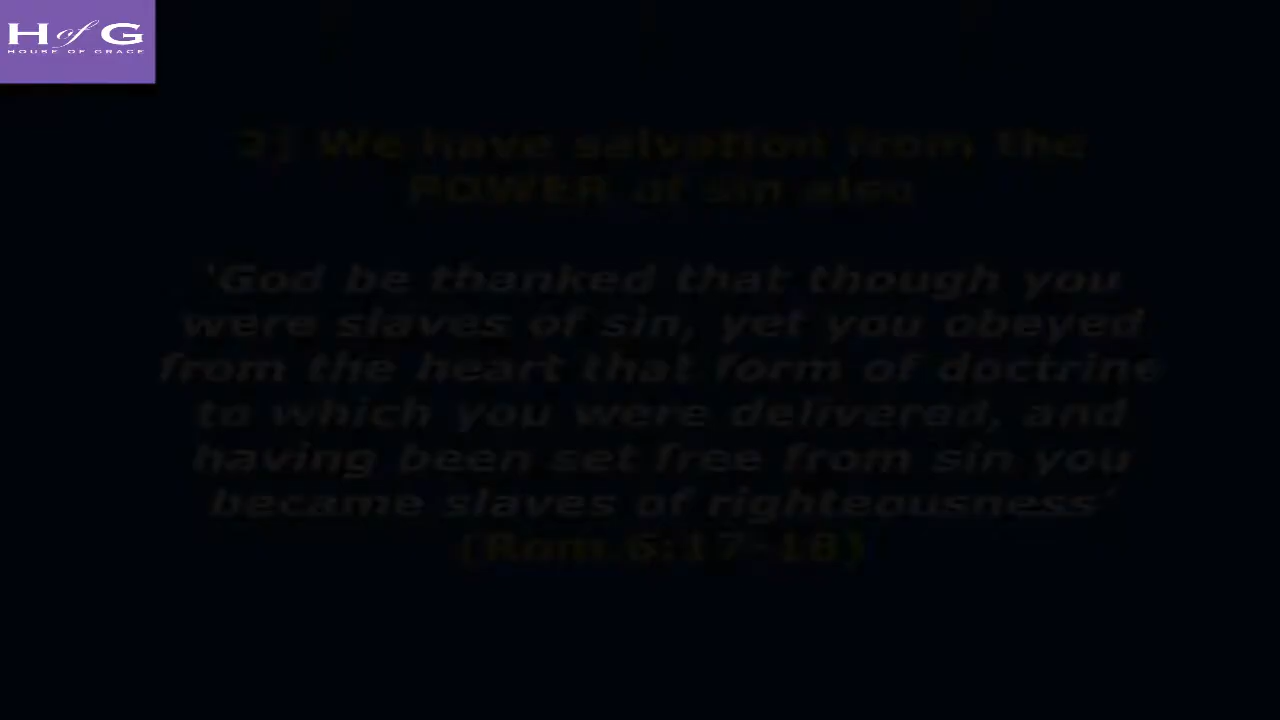 H of G
HOUSE OF GRACE
2) We have salvation from the
POWER of sin also
'God be thanked that though you
were slaves of sin, yet you obeyed
from the heart that form of doctrine
to which you were delivered, and
having been set free from sin you
became slaves of righteousness'
(Rom.6:17-18)